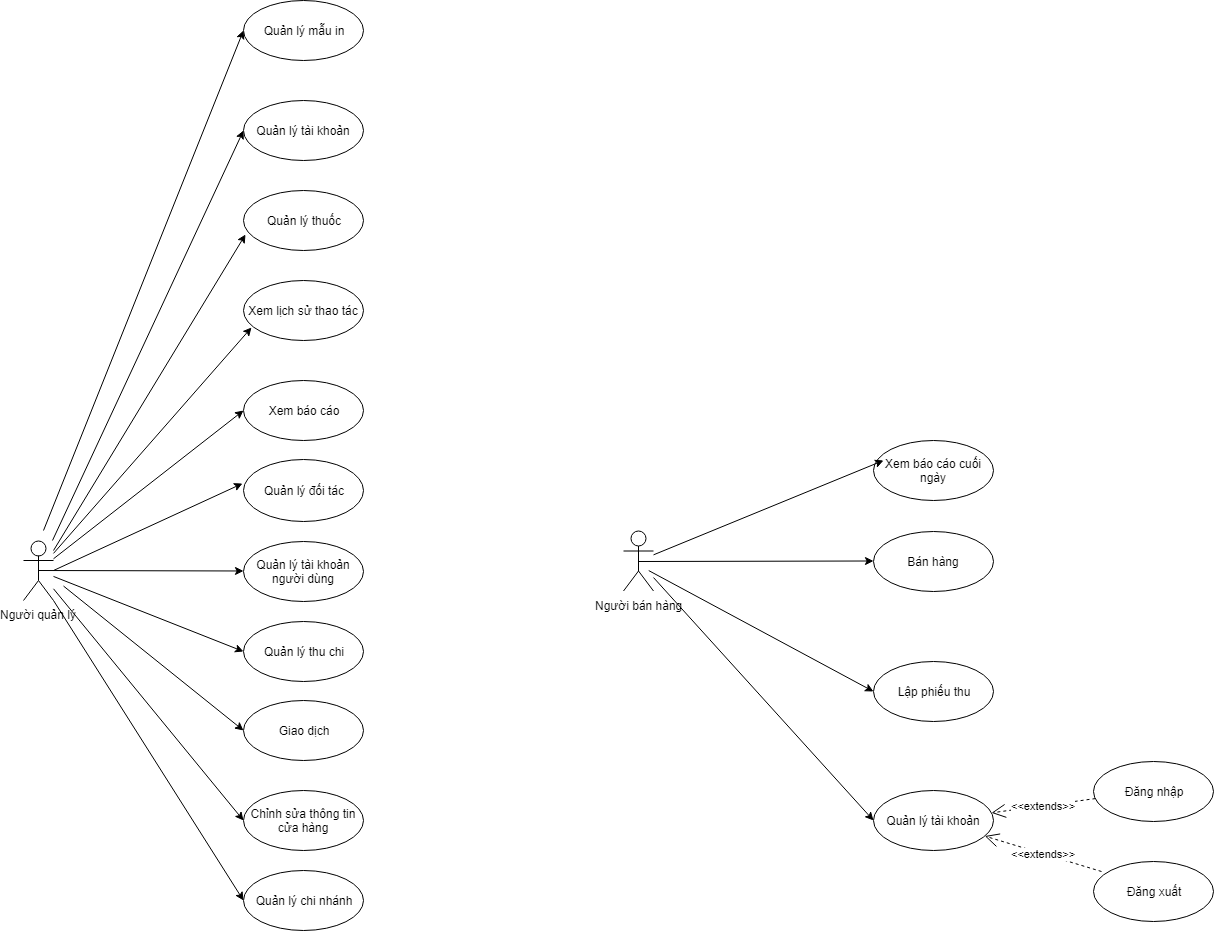 Quản lý mẫu in
Quản lý tài khoản
Quản lý thuốc
Xem lịch sử thao tác
Xem báo cáo
Quản lý đối tác
Quản lý tài khoản
người dùng
Người quản lý
Quản lý thu chi
Giao dịch
Chỉnh sửa thông tin
cửa hàng
Quản lý chi nhánh
Xem báo cáo cuối
ngày
Bán hàng
Người bán hàng
Lập phiếu thu
Quản lý tài khoản
<<extends>>
Đăng nhập
<<extends>>
Đăng xuất